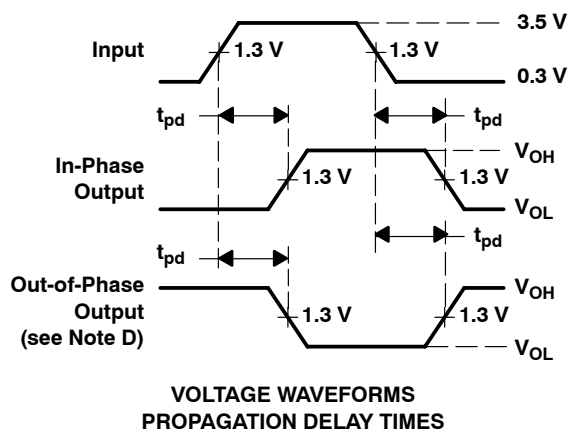 3.5 V
Input
1.3 V
1.3 V
0.3 V
tpd
tpd
VOH
In-Phase
Output
1.3 V
1.3 V
VOL
tpd
tpd
Out-of-Phase
Output
(see Note D)
VOH
1.3 V
1.3 V
VOL
VOLTAGE WAVEFORMS
PROPAGATION DELAY TIMES